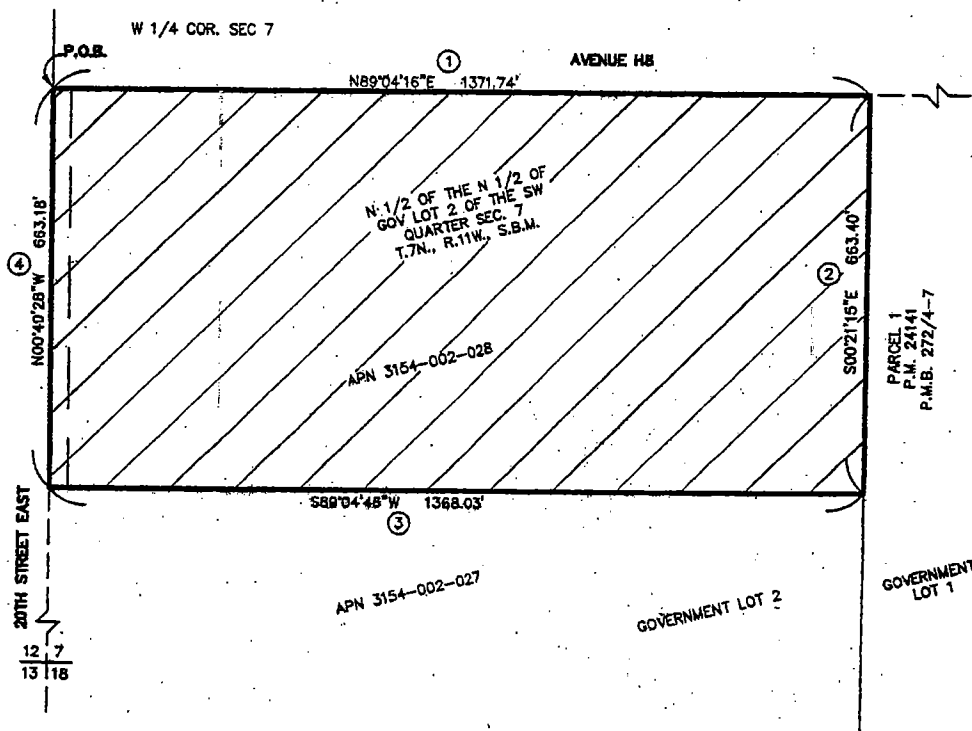 W 1/4 COR. SEC 7
P.O.B.
①
AVENUE H8
N89°04'16"E 1371.74'
N 1/2 OF THE N 1/2 OF
GOV LOT 2 OF THE SW
QUARTER SEC. 7
T.7N., R.11W., S.B.M.
④
N00°40'28"W 663.18'
②
S00°21'15"E 663.40'
PARCEL 1
P.M. 24141
P.M.B. 272/4-7
APN 3154-002-028
S89°04'48"W 1368.03'
③
20TH STREET EAST
APN 3154-002-027
GOVERNMENT LOT 2
GOVERNMENT
LOT 1
12 7
13 18